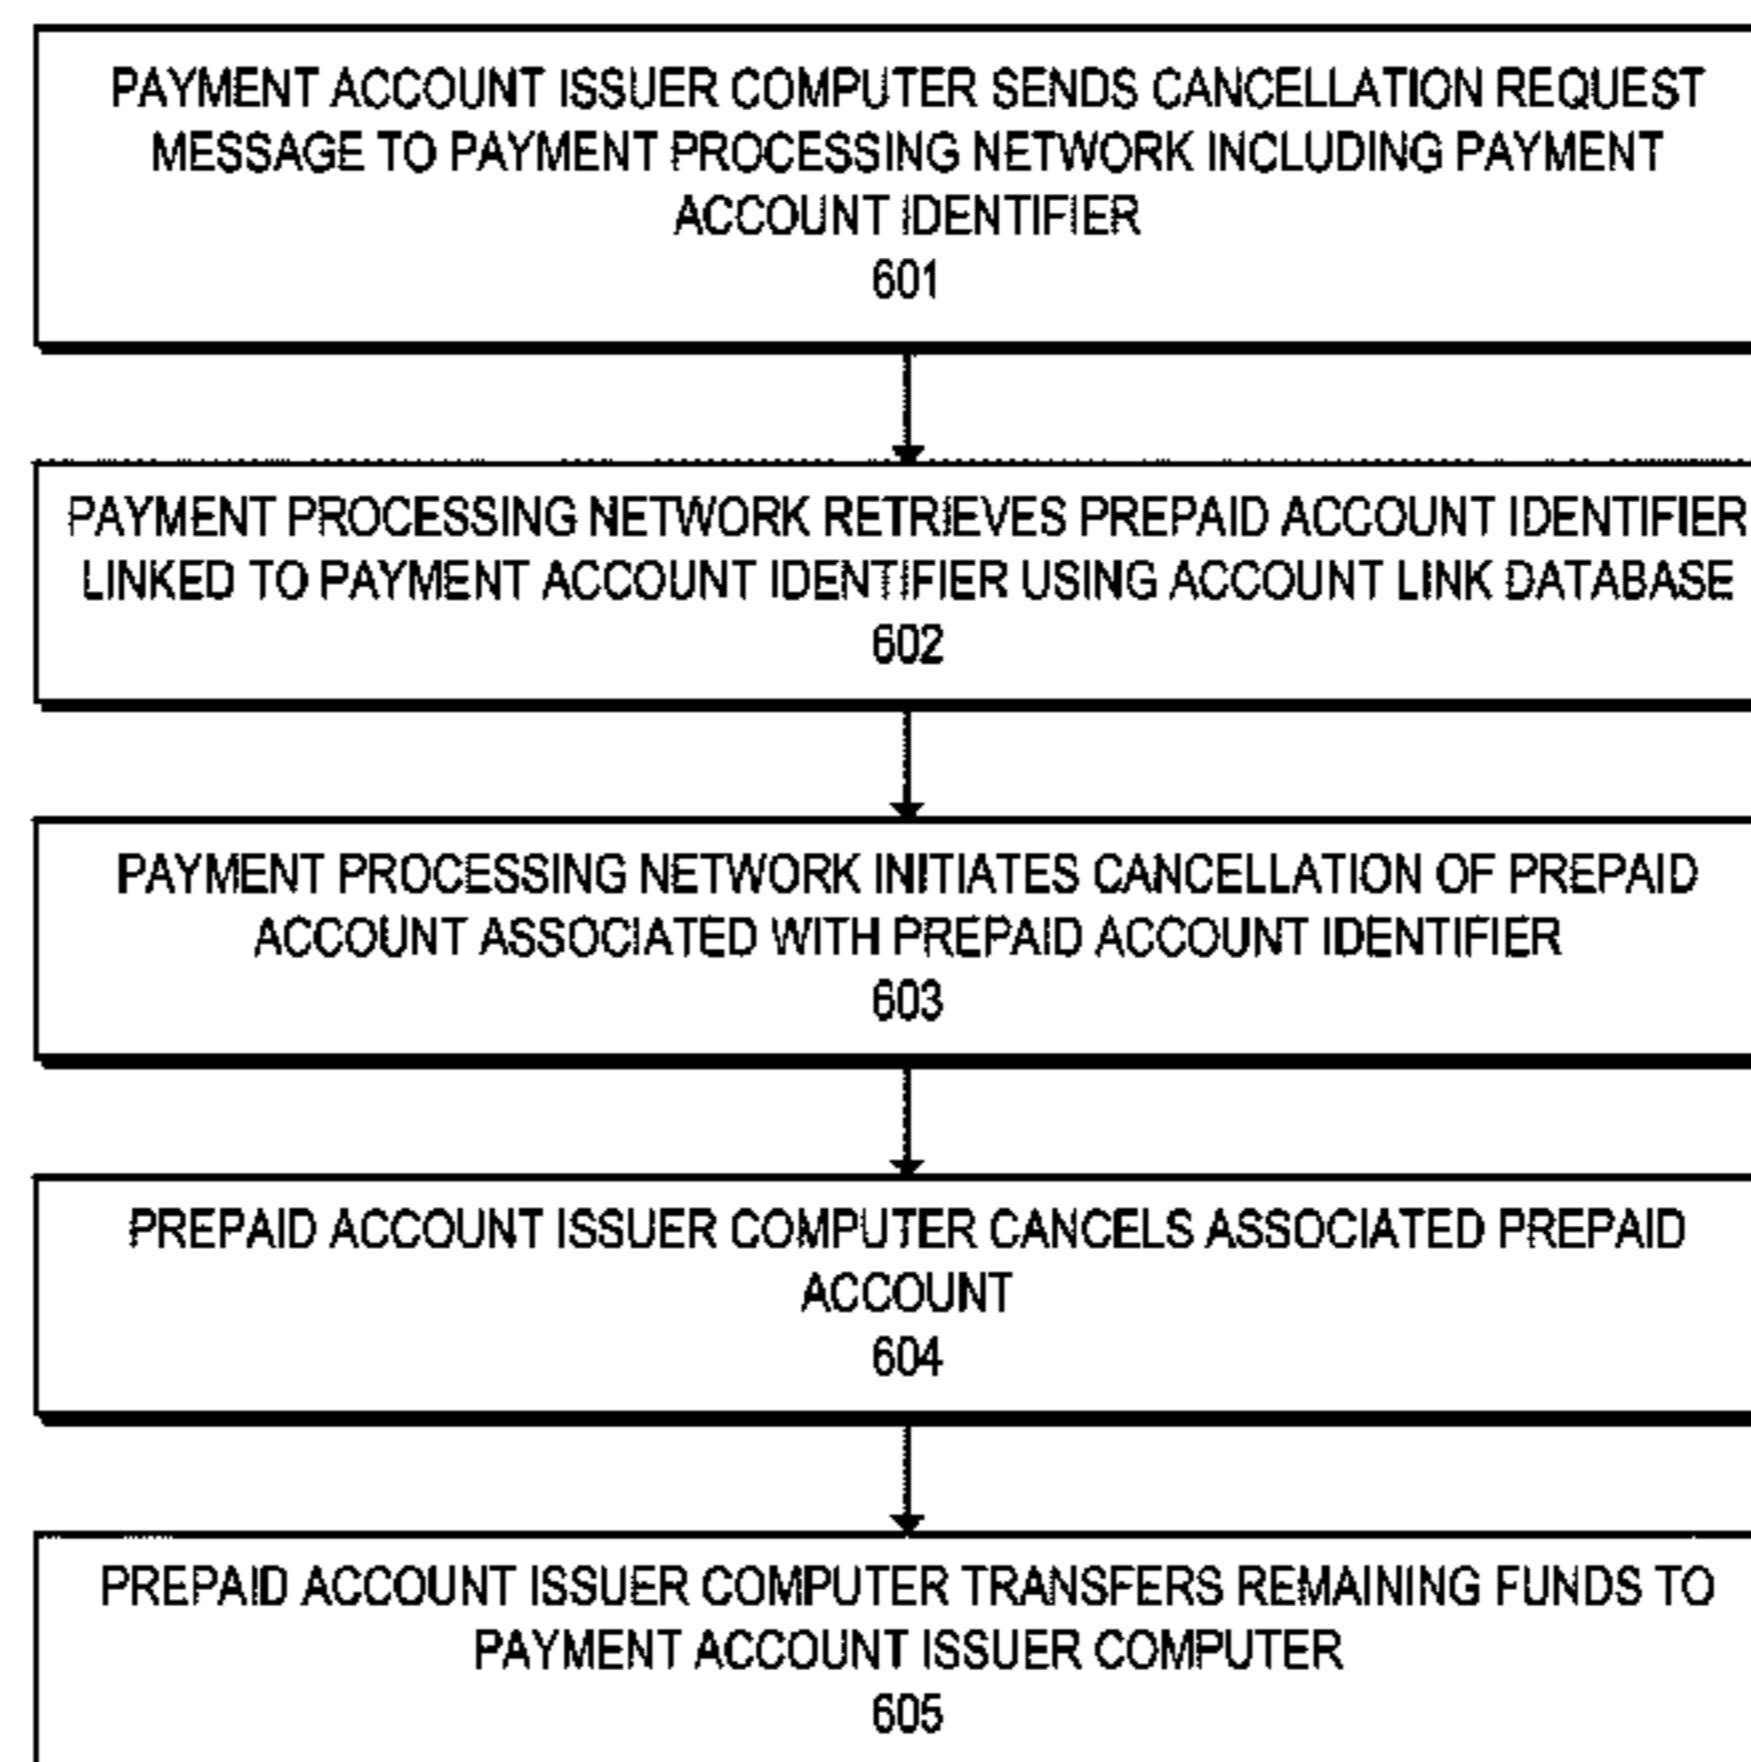 PAYMENT ACCOUNT ISSUER COMPUTER SENDS CANCELLATION REQUEST
MESSAGE TO PAYMENT PROCESSING NETWORK INCLUDING PAYMENT
ACCOUNT IDENTIFIER
601
PAYMENT PROCESSING NETWORK RETRIEVES PREPAID ACCOUNT IDENTIFIER
LINKED TO PAYMENT ACCOUNT IDENTIFIER USING ACCOUNT LINK DATABASE
602
PAYMENT PROCESSING NETWORK INITIATES CANCELLATION OF PREPAID
ACCOUNT ASSOCIATED WITH PREPAID ACCOUNT IDENTIFIER
603
PREPAID ACCOUNT ISSUER COMPUTER CANCELS ASSOCIATED PREPAID
ACCOUNT
604
PREPAID ACCOUNT ISSUER COMPUTER TRANSFERS REMAINING FUNDS TO
PAYMENT ACCOUNT ISSUER COMPUTER
605